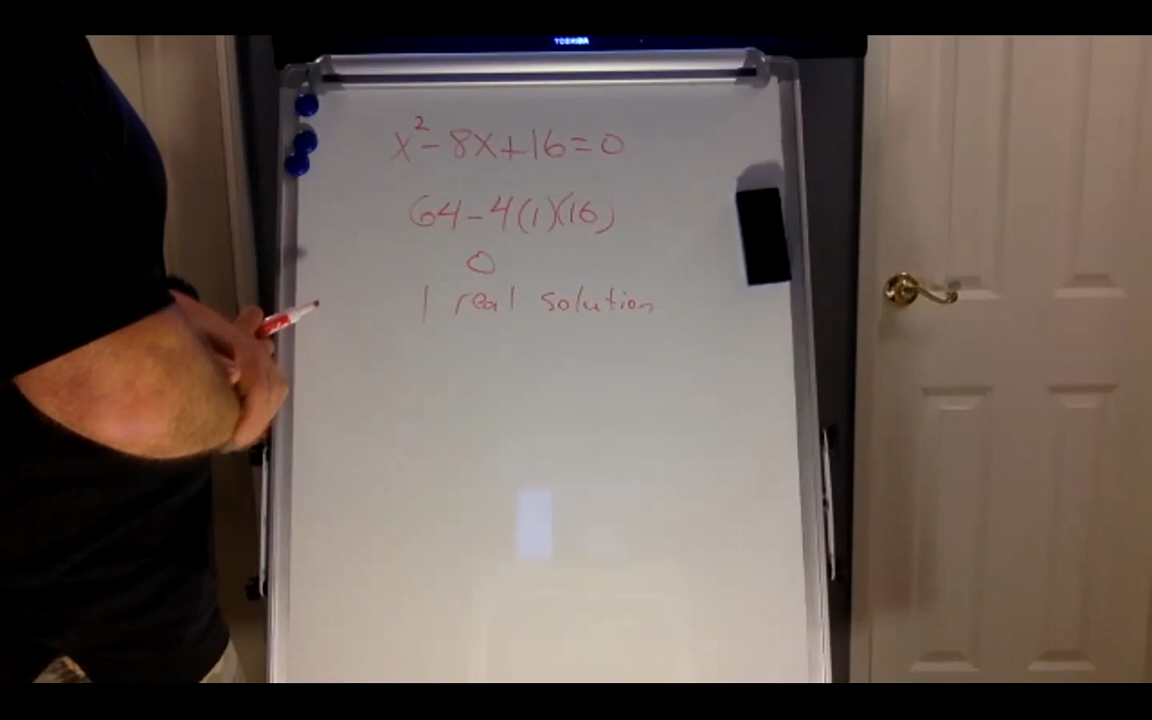 TOSHIBA
x²-8x+16=0
64-4(1)(16)
0
1 real solution